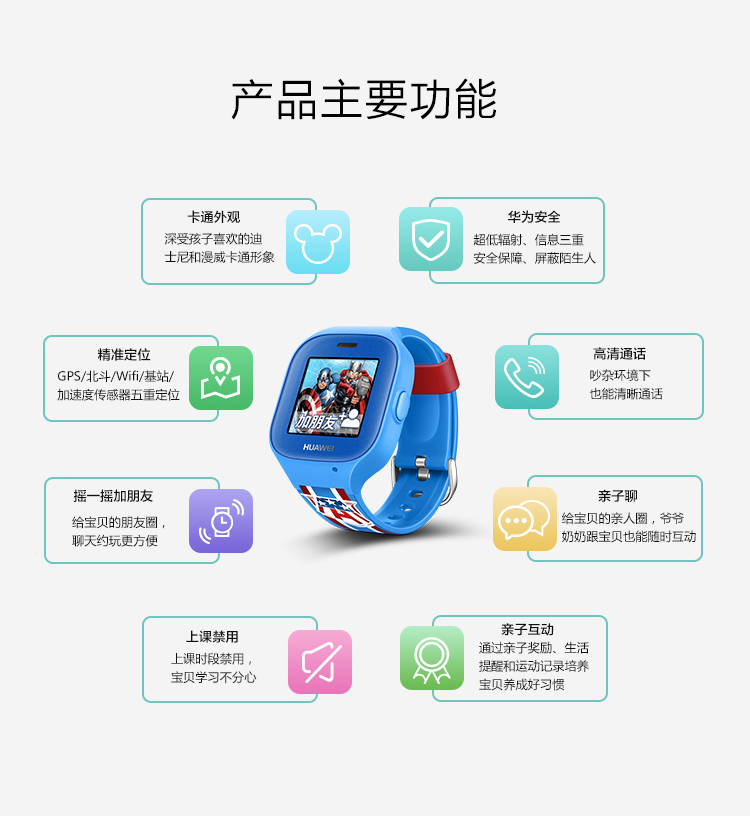 产品主要功能
卡通外观
深受孩子喜欢的迪
士尼和漫威卡通形象
华为安全
超低辐射、信息三重
安全保障、屏蔽陌生人
精准定位
GPS/北斗/Wifi/基站/
加速度传感器五重定位
高清通话
吵杂环境下
也能清晰通话
加朋友
HUAWEI
摇一摇加朋友
给宝贝的朋友圈，
聊天约玩更方便
亲子聊
给宝贝的亲人圈，爷爷
奶奶跟宝贝也能随时互动
上课禁用
上课时段禁用，
宝贝学习不分心
亲子互动
通过亲子奖励、生活
提醒和运动记录培养
宝贝养成好习惯